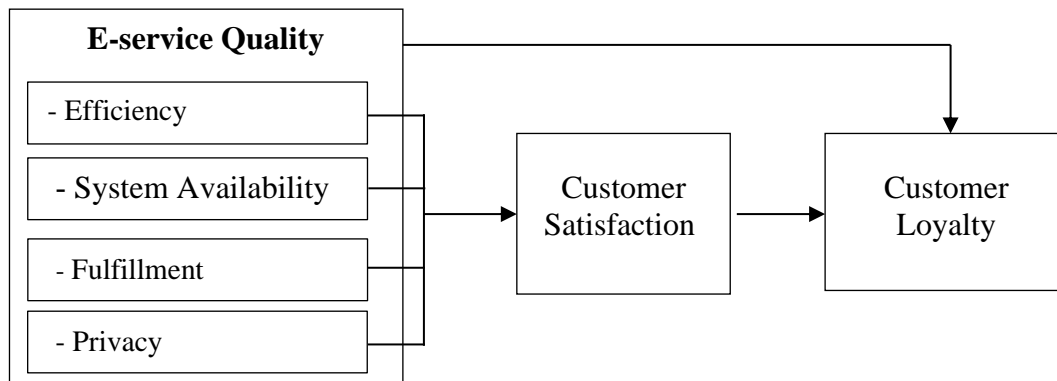 E-service Quality
- Efficiency
- System Availability
- Fulfillment
- Privacy
Customer
Satisfaction
Customer
Loyalty